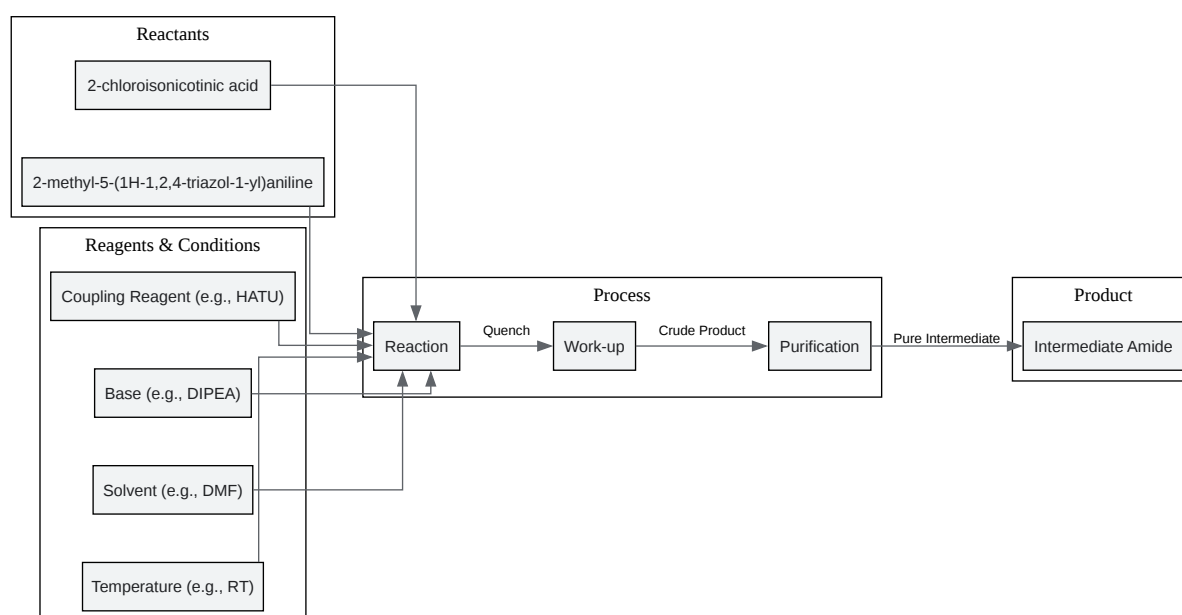 Reactants
2-chloroisonicotinic acid
2-methyl-5-(1H-1,2,4-triazol-1-yl)aniline
Reagents & Conditions
Coupling Reagent (e.g., HATU)
Base (e.g., DIPEA)
Solvent (e.g., DMF)
Temperature (e.g., RT)
Process
Reaction
Quench
Work-up
Crude Product
Purification
Pure Intermediate
Product
Intermediate Amide